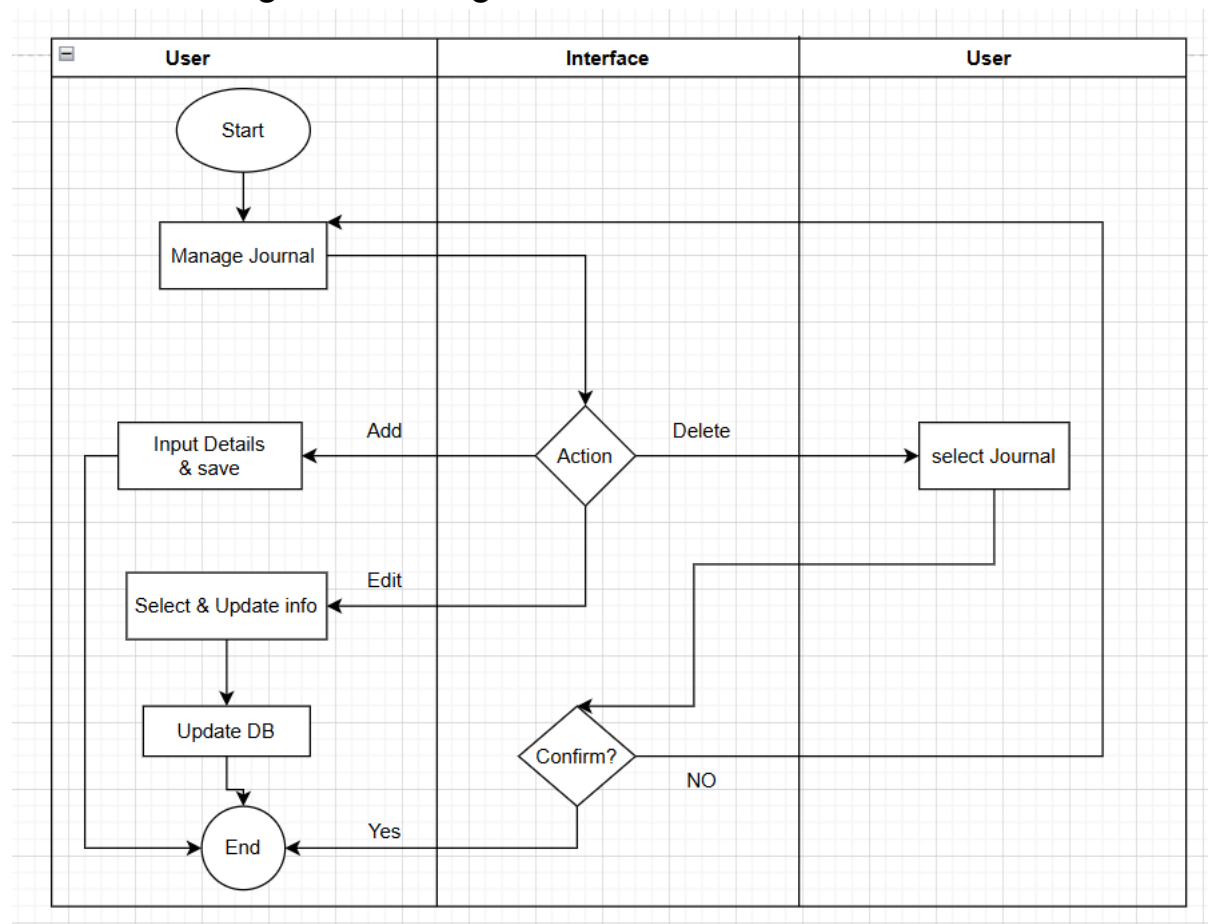 User
Interface
User
Start
Manage Journal
Add
Delete
Input Details
& save
Action
select Journal
Edit
Select & Update info
Update DB
Confirm?
NO
Yes
End